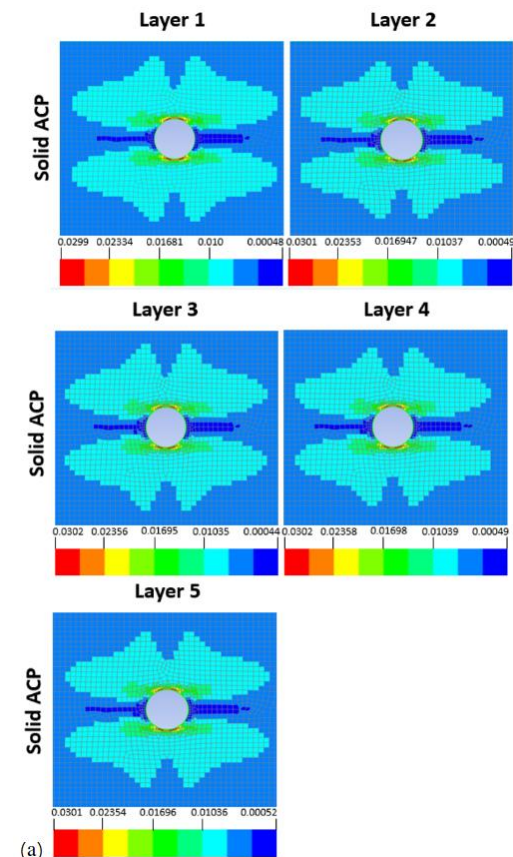 Layer 1 Layer 2
Solid ACP
0.0299 0.02334 0.01681 0.010 0.00048 0.0301 0.02353 0.016947 0.01037 0.00049
Layer 3 Layer 4
Solid ACP
0.0302 0.02356 0.01695 0.01035 0.00044 0.0302 0.02358 0.01698 0.01039 0.00049
Layer 5
Solid ACP
0.0301 0.02354 0.01696 0.01036 0.00052
(a)